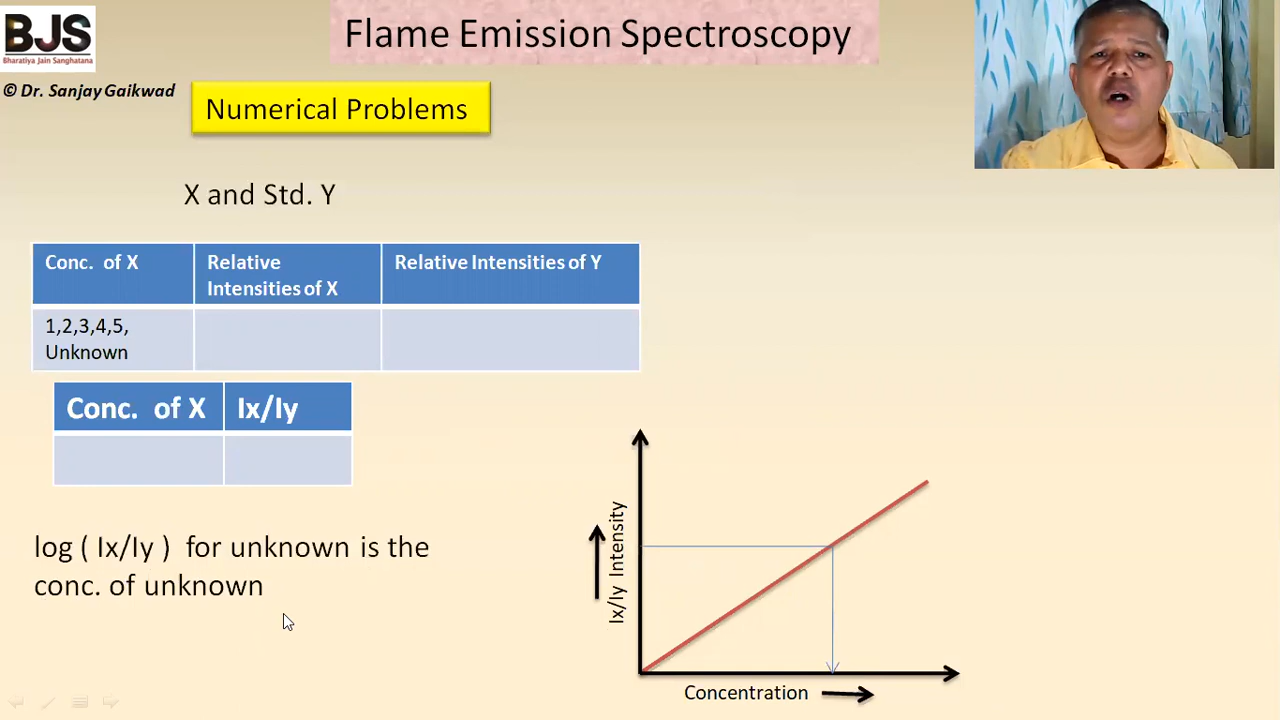 Flame Emission Spectroscopy
BJS
Bharatiya Jain Sanghatana
© Dr. Sanjay Gaikwad
Numerical Problems
X and Std. Y
Conc. of X
Relative
Intensities of X
Relative Intensities of Y
1,2,3,4,5,
Unknown
Conc. of X
Ix/Iy
log ( Ix/Iy ) for unknown is the
conc. of unknown
Ix/Iy Intensity
Concentration